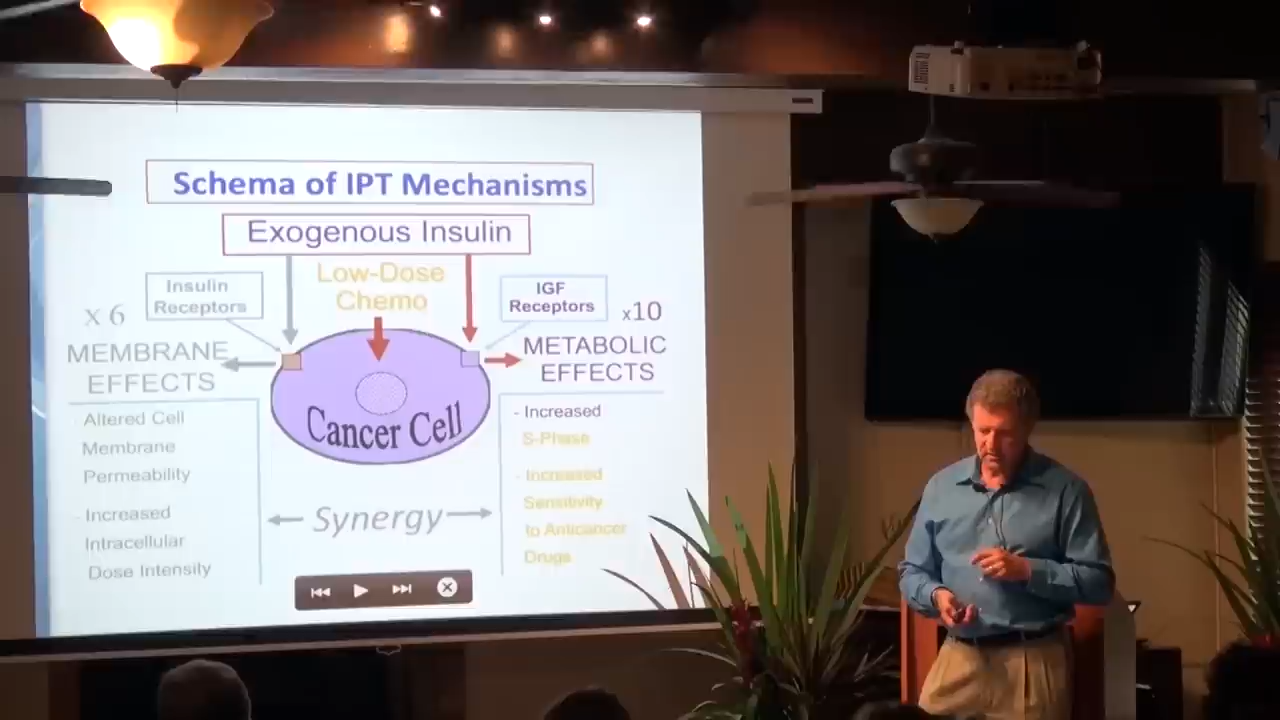 Schema of IPT Mechanisms
Exogenous Insulin
Low-Dose
Chemo
Insulin
Receptors
x 6
MEMBRANE
EFFECTS
IGF
Receptors
x10
METABOLIC
EFFECTS
Cancer Cell
Altered Cell
Membrane
Permeability
- Increased
Intracellular
Dose Intensity
Synergy
- Increased
S-Phase
- Increased
Sensitivity
to Anticancer
Drugs